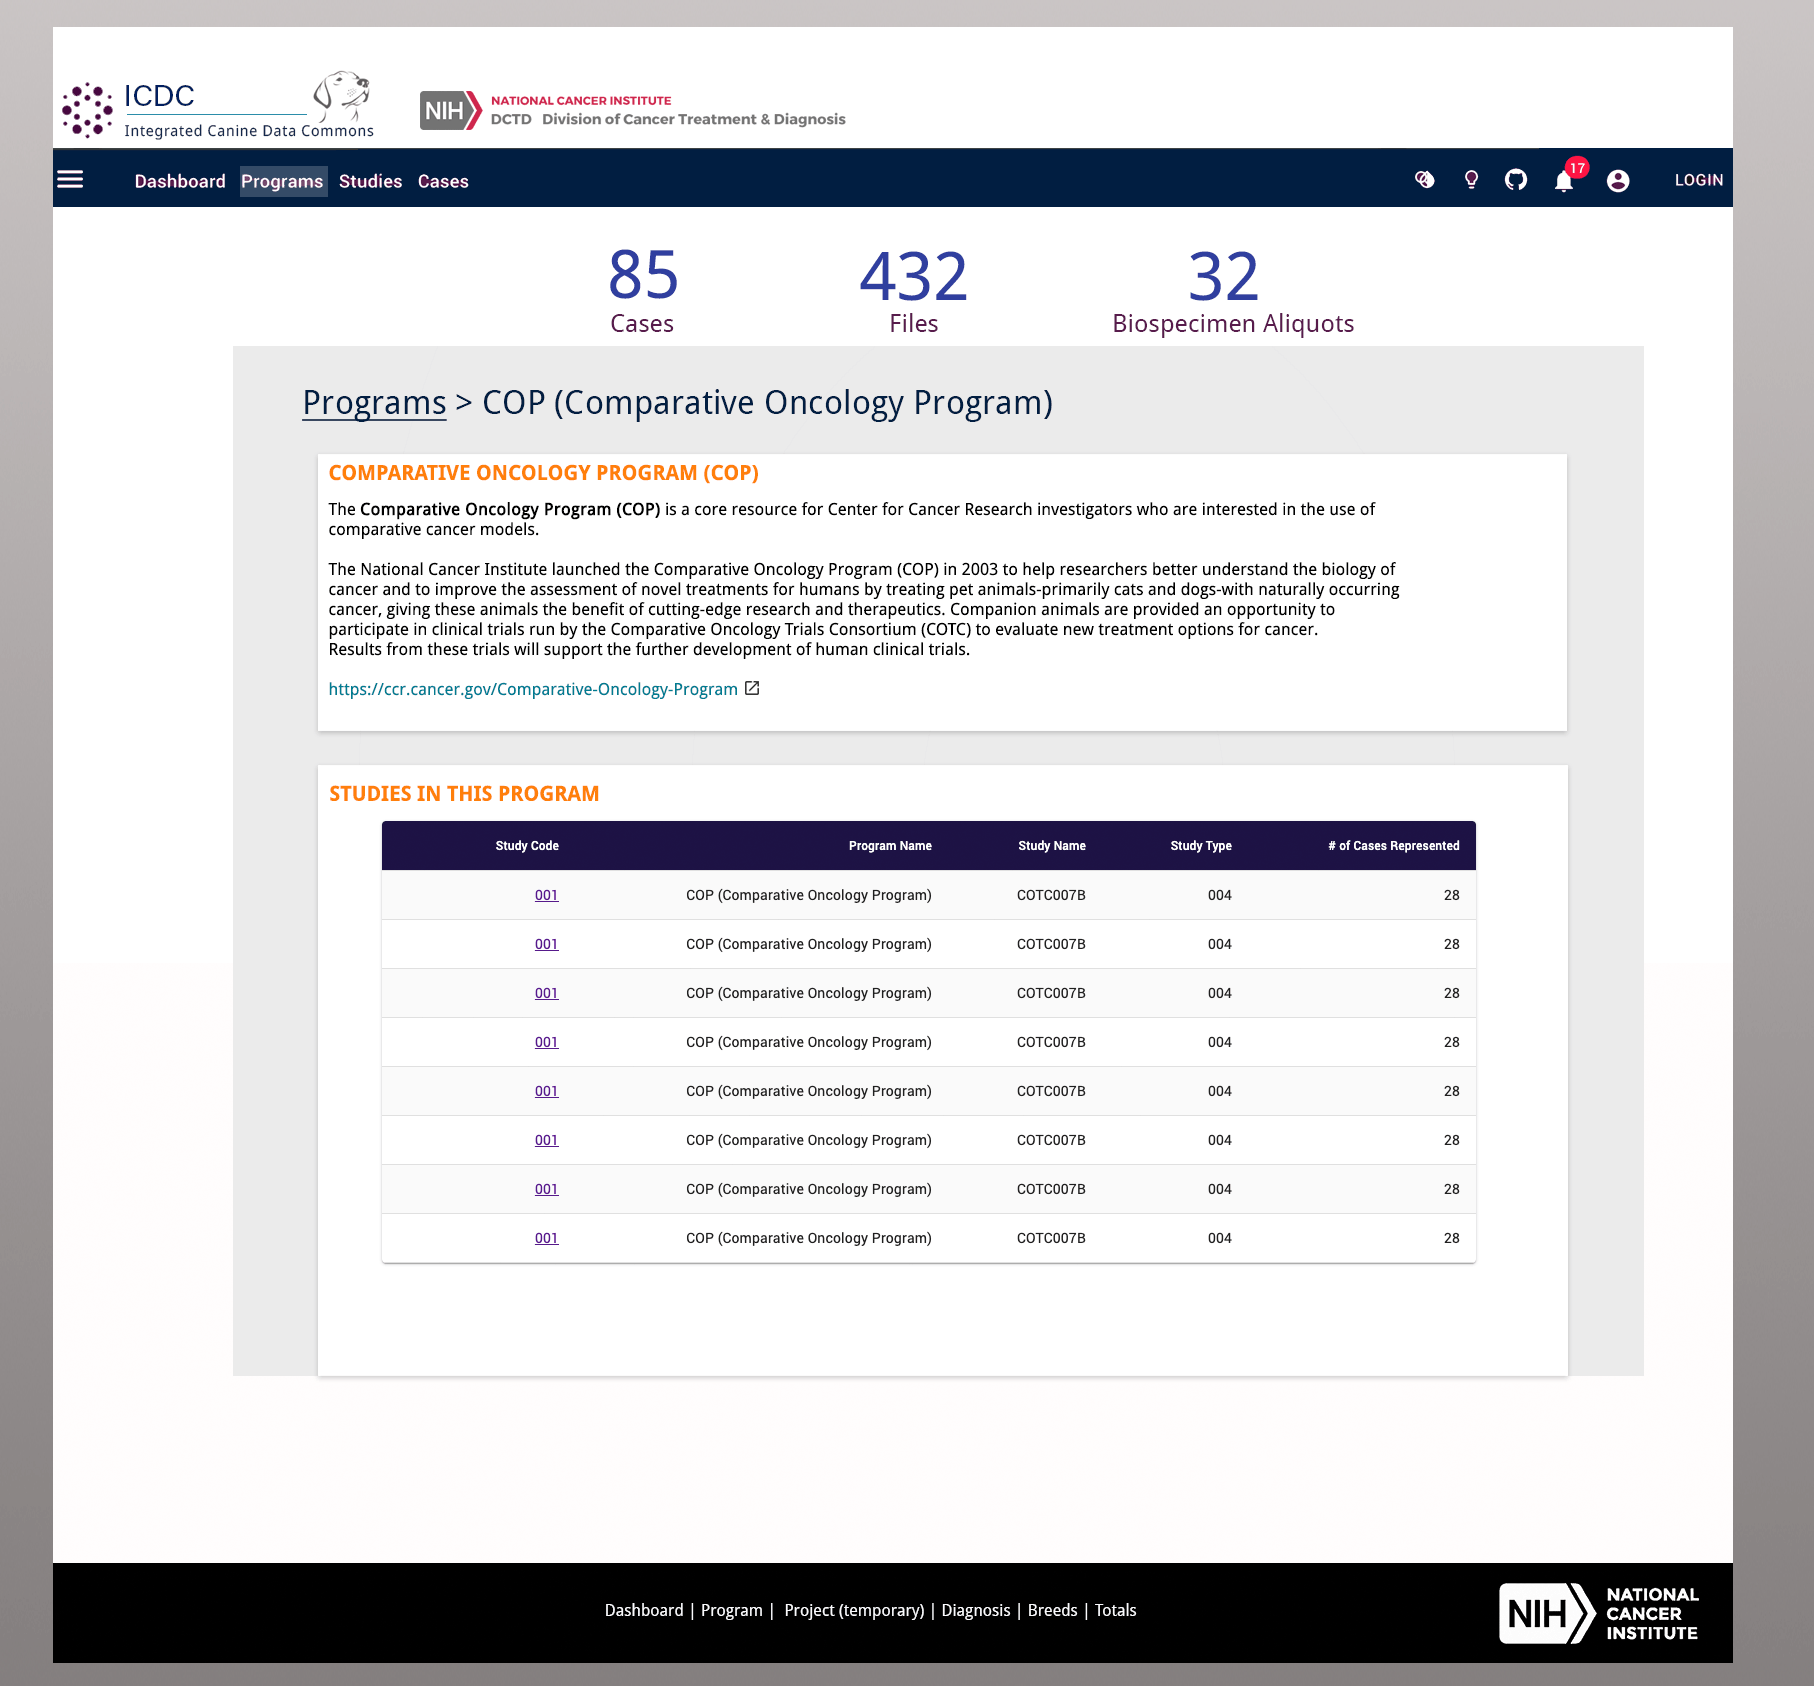 ICDC
Integrated Canine Data Commons
NIH NATIONAL CANCER INSTITUTE
DCTD Division of Cancer Treatment & Diagnosis
Dashboard Programs Studies Cases 17 LOGIN
85 432 32
Cases Files Biospecimen Aliquots
Programs > COP (Comparative Oncology Program)
COMPARATIVE ONCOLOGY PROGRAM (COP)
The Comparative Oncology Program (COP) is a core resource for Center for Cancer Research investigators who are interested in the use of
comparative cancer models.
The National Cancer Institute launched the Comparative Oncology Program (COP) in 2003 to help researchers better understand the biology of
cancer and to improve the assessment of novel treatments for humans by treating pet animals-primarily cats and dogs-with naturally occurring
cancer, giving these animals the benefit of cutting-edge research and therapeutics. Companion animals are provided an opportunity to
participate in clinical trials run by the Comparative Oncology Trials Consortium (COTC) to evaluate new treatment options for cancer.
Results from these trials will support the further development of human clinical trials.
https://ccr.cancer.gov/Comparative-Oncology-Program
STUDIES IN THIS PROGRAM
Study Code Program Name Study Name Study Type # of Cases Represented
001 COP (Comparative Oncology Program) COTC007B 004 28
001 COP (Comparative Oncology Program) COTC007B 004 28
001 COP (Comparative Oncology Program) COTC007B 004 28
001 COP (Comparative Oncology Program) COTC007B 004 28
001 COP (Comparative Oncology Program) COTC007B 004 28
001 COP (Comparative Oncology Program) COTC007B 004 28
001 COP (Comparative Oncology Program) COTC007B 004 28
001 COP (Comparative Oncology Program) COTC007B 004 28
Dashboard | Program | Project (temporary) | Diagnosis | Breeds | Totals
NIH NATIONAL
CANCER
INSTITUTE